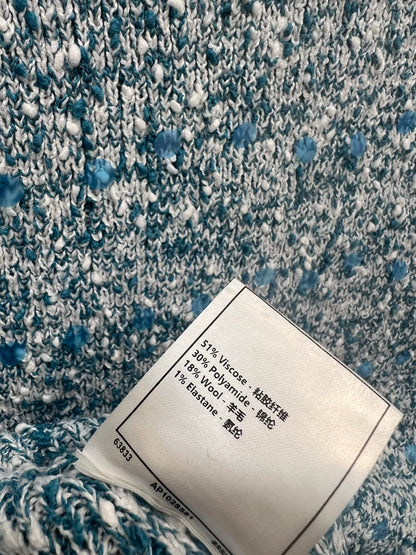 51% Viscose - 粘胶纤维
30% Polyamide - 锦纶
18% Wool - 羊毛
1% Elastane - 氨纶
63833